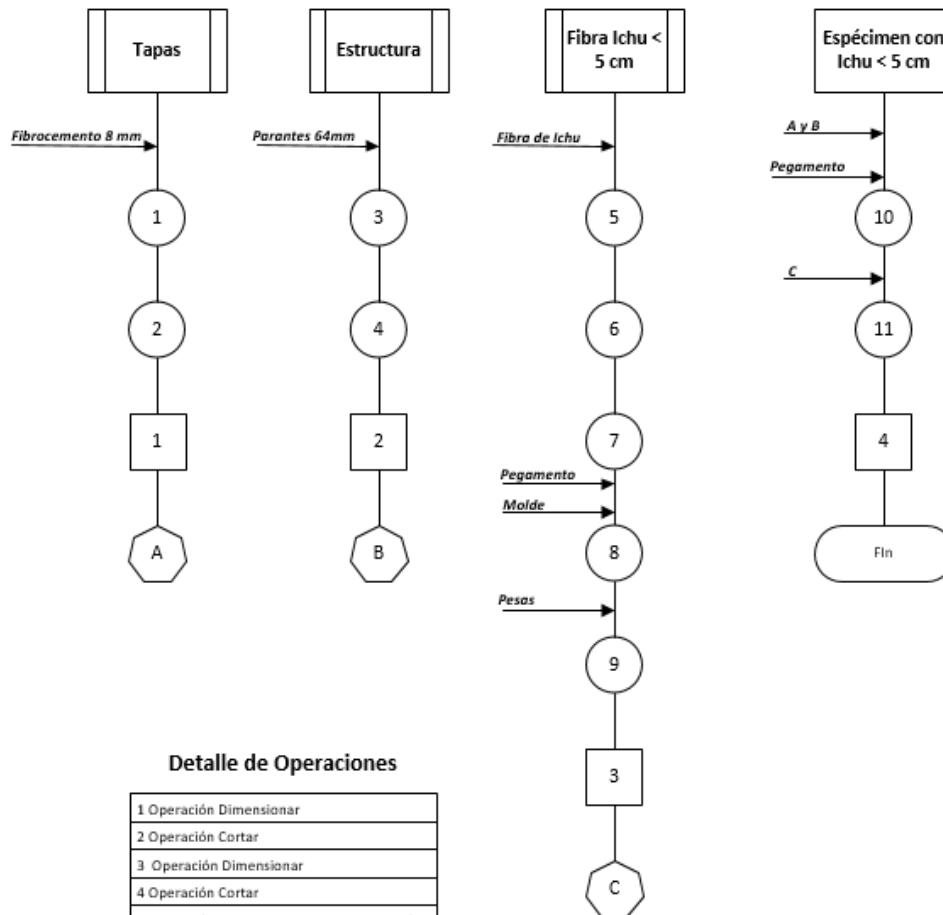 Tapas
Fibrocemento 8 mm
1
2
1
A
Estructura
Parantes 64mm
3
4
2
B
Fibra Ichu <
5 cm
Fibra de Ichu
5
6
7
Pegamento
Molde
8
Pesas
9
3
C
Espécimen con
Ichu < 5 cm
A y B
Pegamento
10
C
11
4
FIn
Detalle de Operaciones
1 Operación Dimensionar
2 Operación Cortar
3 Operación Dimensionar
4 Operación Cortar